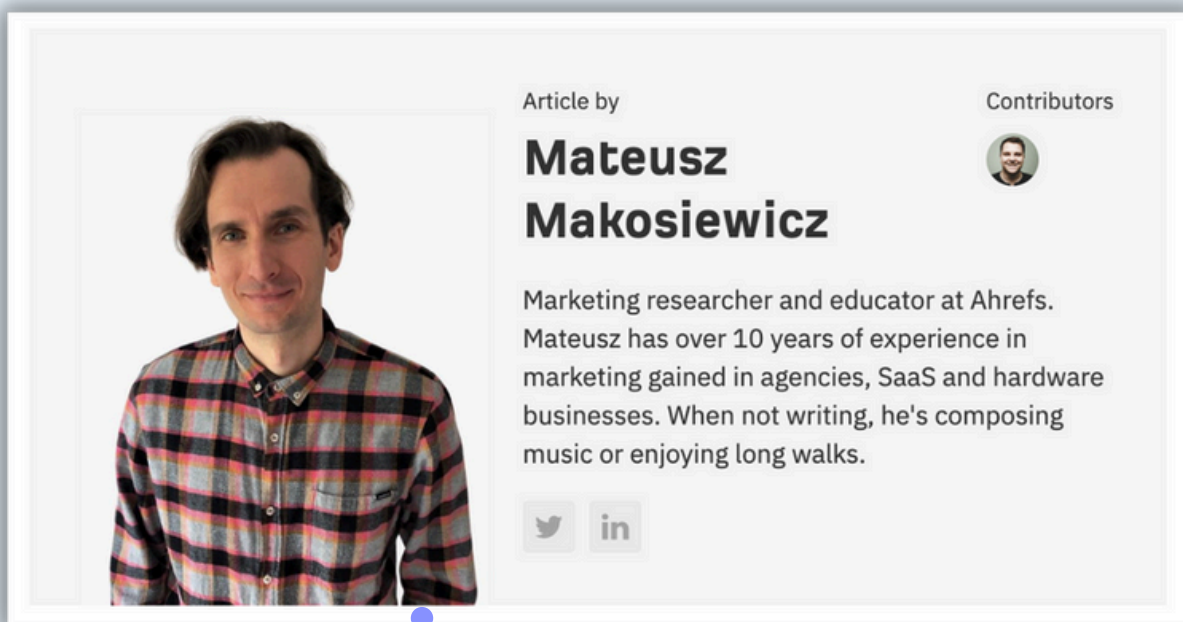 Article by
Contributors
Mateusz
Makosiewicz
Marketing researcher and educator at Ahrefs.
Mateusz has over 10 years of experience in
marketing gained in agencies, SaaS and hardware
businesses. When not writing, he's composing
music or enjoying long walks.
in